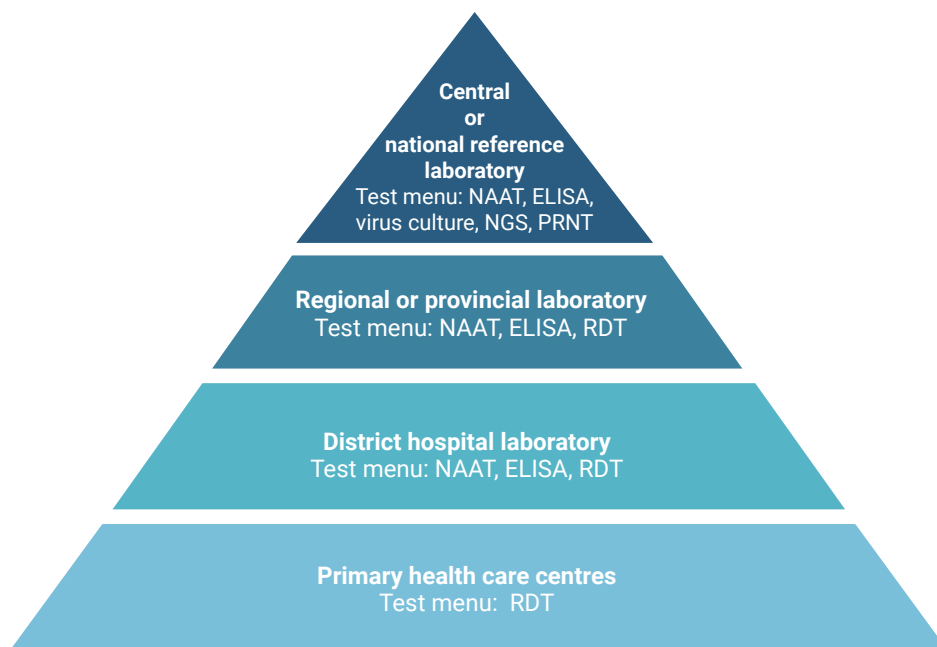 Central
or
national reference
laboratory
Test menu: NAAT, ELISA,
virus culture, NGS, PRNT
Regional or provincial laboratory
Test menu: NAAT, ELISA, RDT
District hospital laboratory
Test menu: NAAT, ELISA, RDT
Primary health care centres
Test menu: RDT